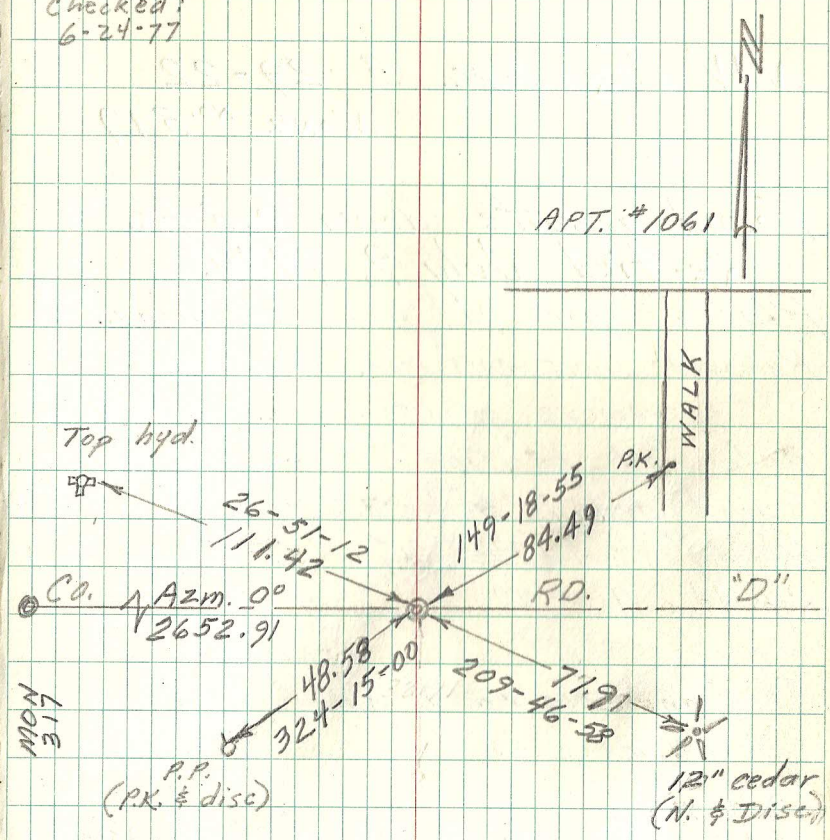 Checked:
6-24-77
N
APT. #1061
WALK
P.K.
Top hyd.
26-51-12
111.42
149-18-55
84.49
Co.
Azm. 0°
2652.91
RD.
"D"
MON
317
48.58
324-15-00
71.91
209-46-58
P.P.
(P.K. & disc)
12" cedar
(N. & Disc)